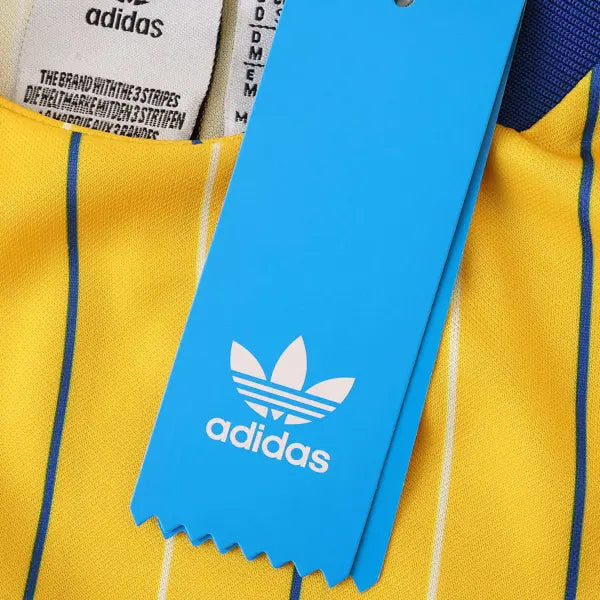 adidas
THE BRAND WITH THE 3 STRIPES
DIE WELTMARKE MIT DEN 3 STREIFEN
LA MARQUE AUX 3 BANDES
D
M
E
M
M
adidas